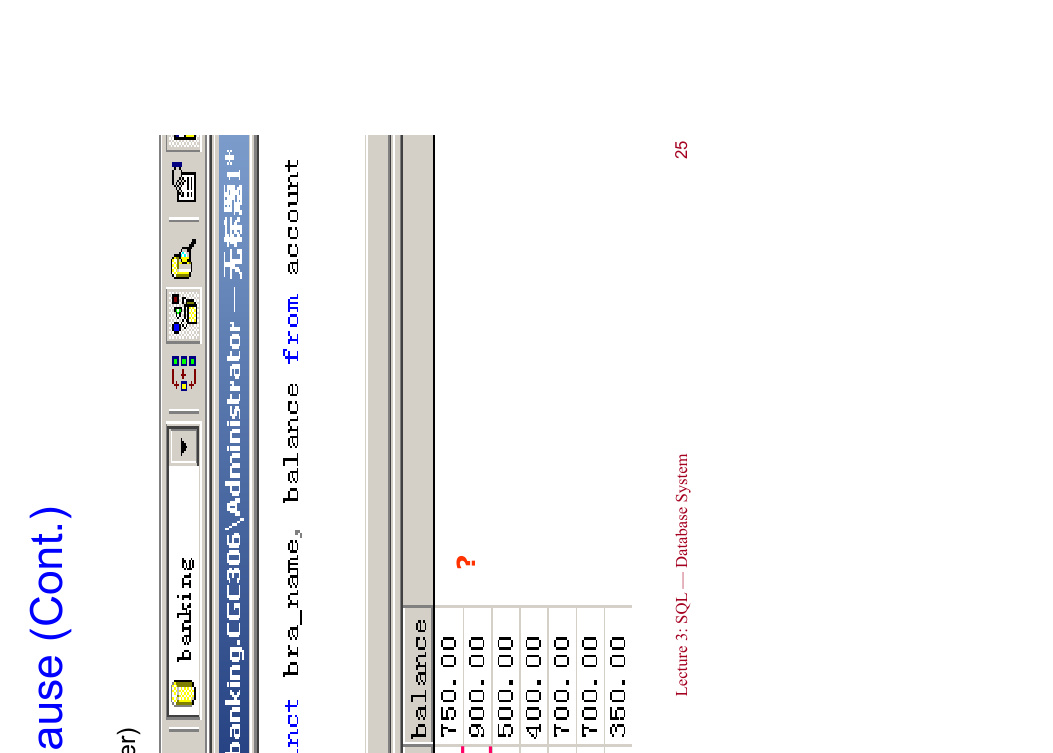 ause (Cont.)
er)
banking
banking.CGC306\Administrator — 无标题1*
nct bra_name, balance from account
balance
750.00
900.00
500.00
400.00
700.00
700.00
350.00
?
Lecture 3: SQL — Database System
25